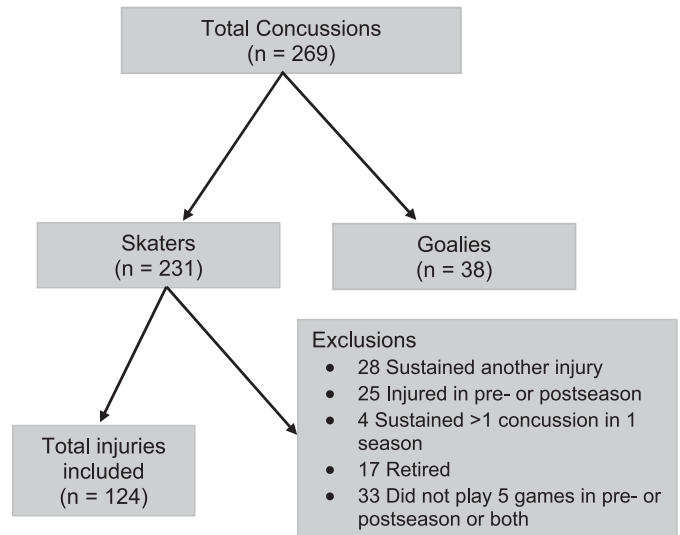 Total Concussions
(n = 269)
Skaters
(n = 231)
Goalies
(n = 38)
Total injuries
included
(n = 124)
Exclusions
• 28 Sustained another injury
• 25 Injured in pre- or postseason
• 4 Sustained >1 concussion in 1
season
• 17 Retired
• 33 Did not play 5 games in pre- or
postseason or both